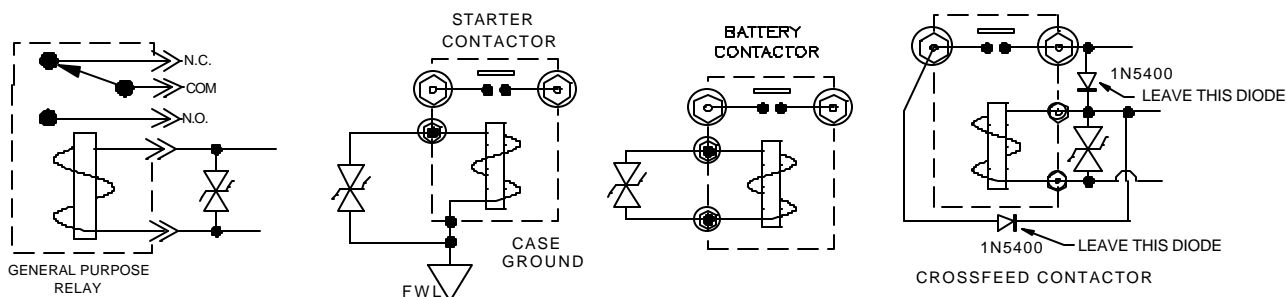 N.C.
COM
N.O.
GENERAL PURPOSE
RELAY
STARTER
CONTACTOR
CASE
GROUND
FWL
BATTERY
CONTACTOR
1N5400
LEAVE THIS DIODE
1N5400
LEAVE THIS DIODE
CROSSFEED CONTACTOR